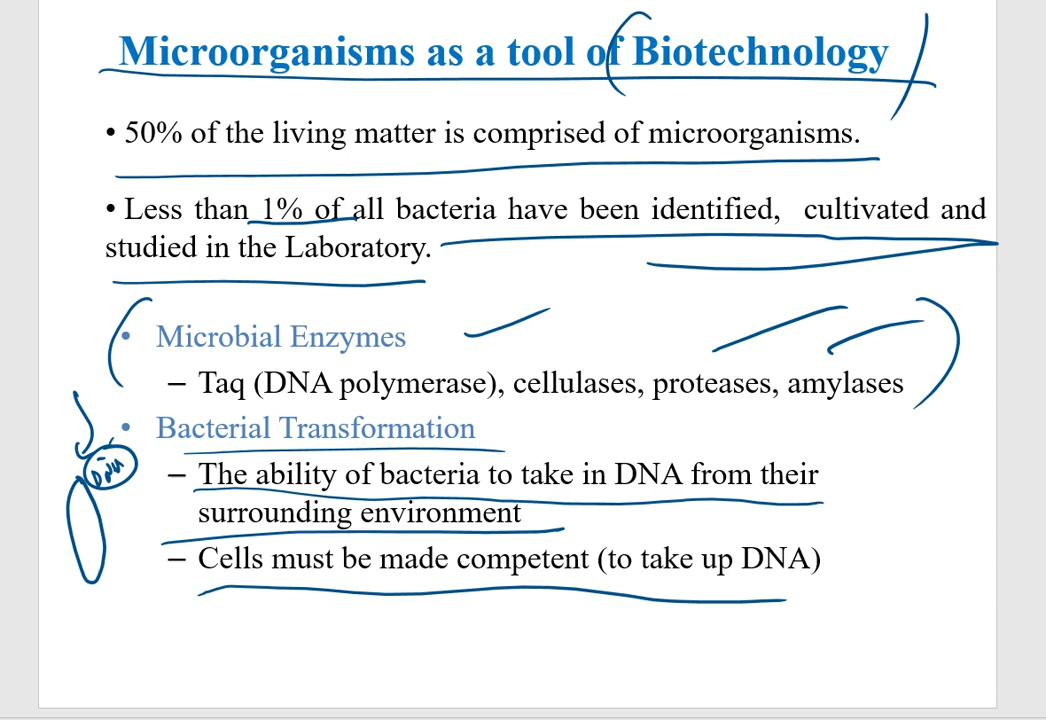 Microorganisms as a tool of Biotechnology
• 50% of the living matter is comprised of microorganisms.
• Less than 1% of all bacteria have been identified, cultivated and
studied in the Laboratory.
• Microbial Enzymes
– Taq (DNA polymerase), cellulases, proteases, amylases
• Bacterial Transformation
– The ability of bacteria to take in DNA from their
surrounding environment
– Cells must be made competent (to take up DNA)
DNA